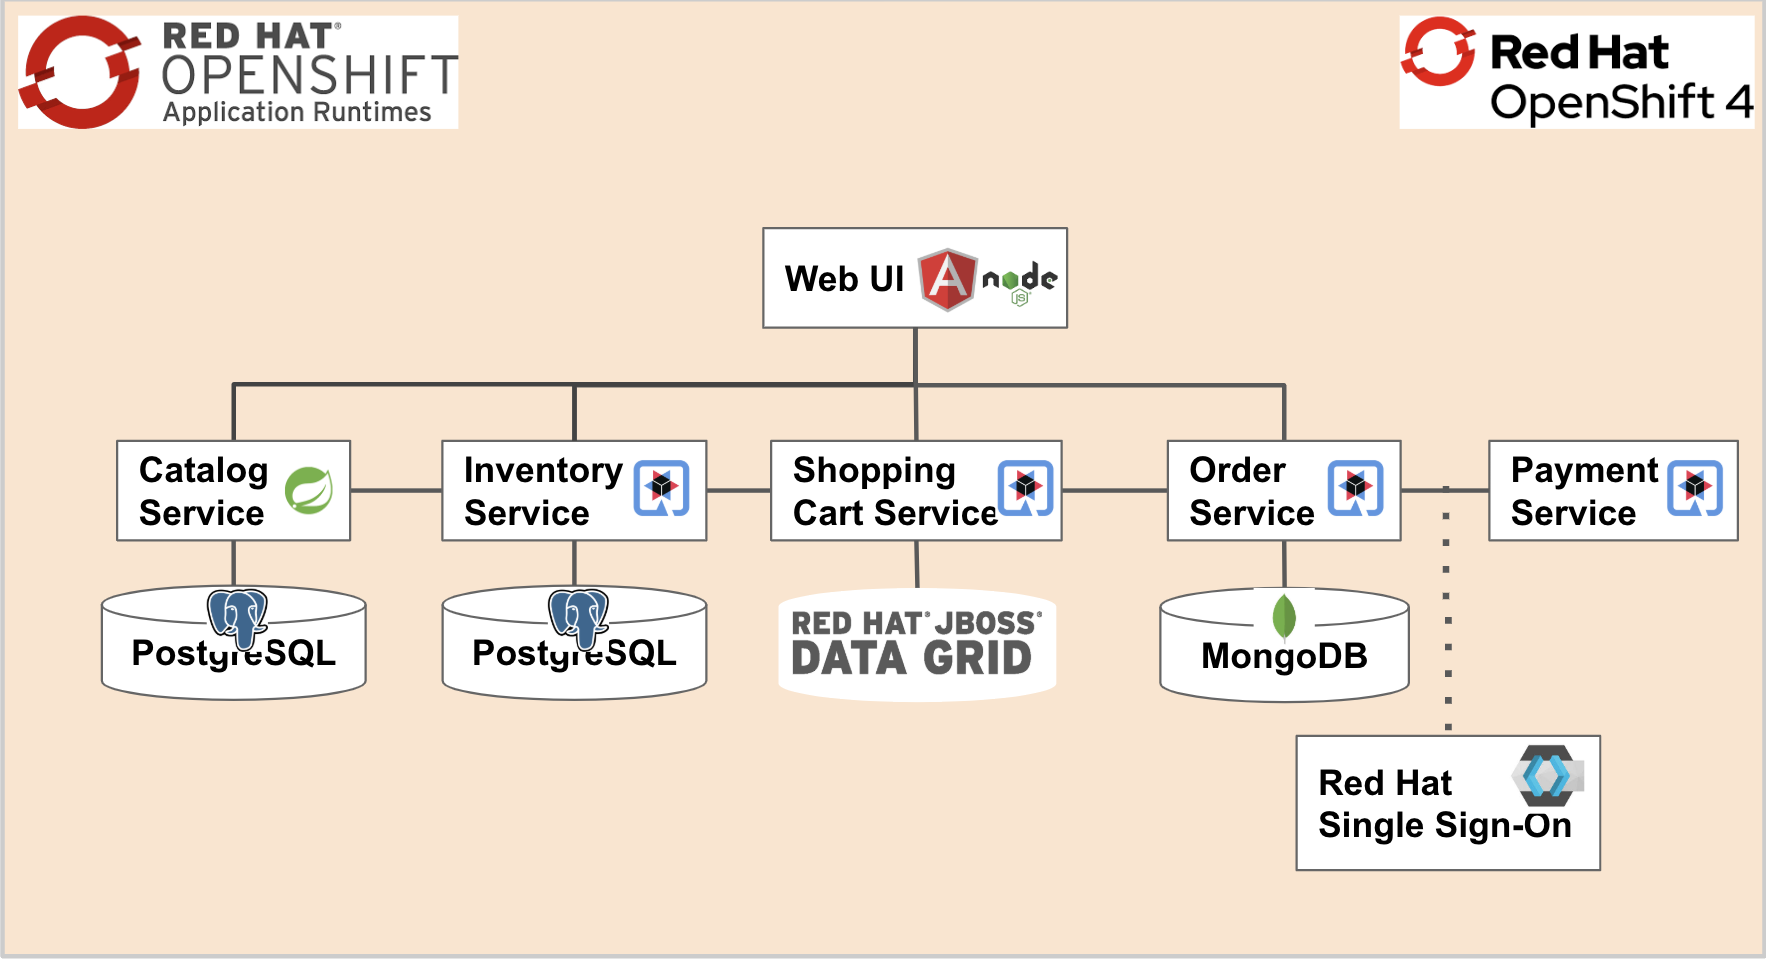 RED HAT®
OPENSHIFT
Application Runtimes
Red Hat
OpenShift 4
Web UI
node
JS
Catalog
Service
Inventory
Service
Shopping
Cart Service
Order
Service
Payment
Service
PostgreSQL
PostgreSQL
RED HAT® JBOSS®
DATA GRID
MongoDB
Red Hat
Single Sign-On